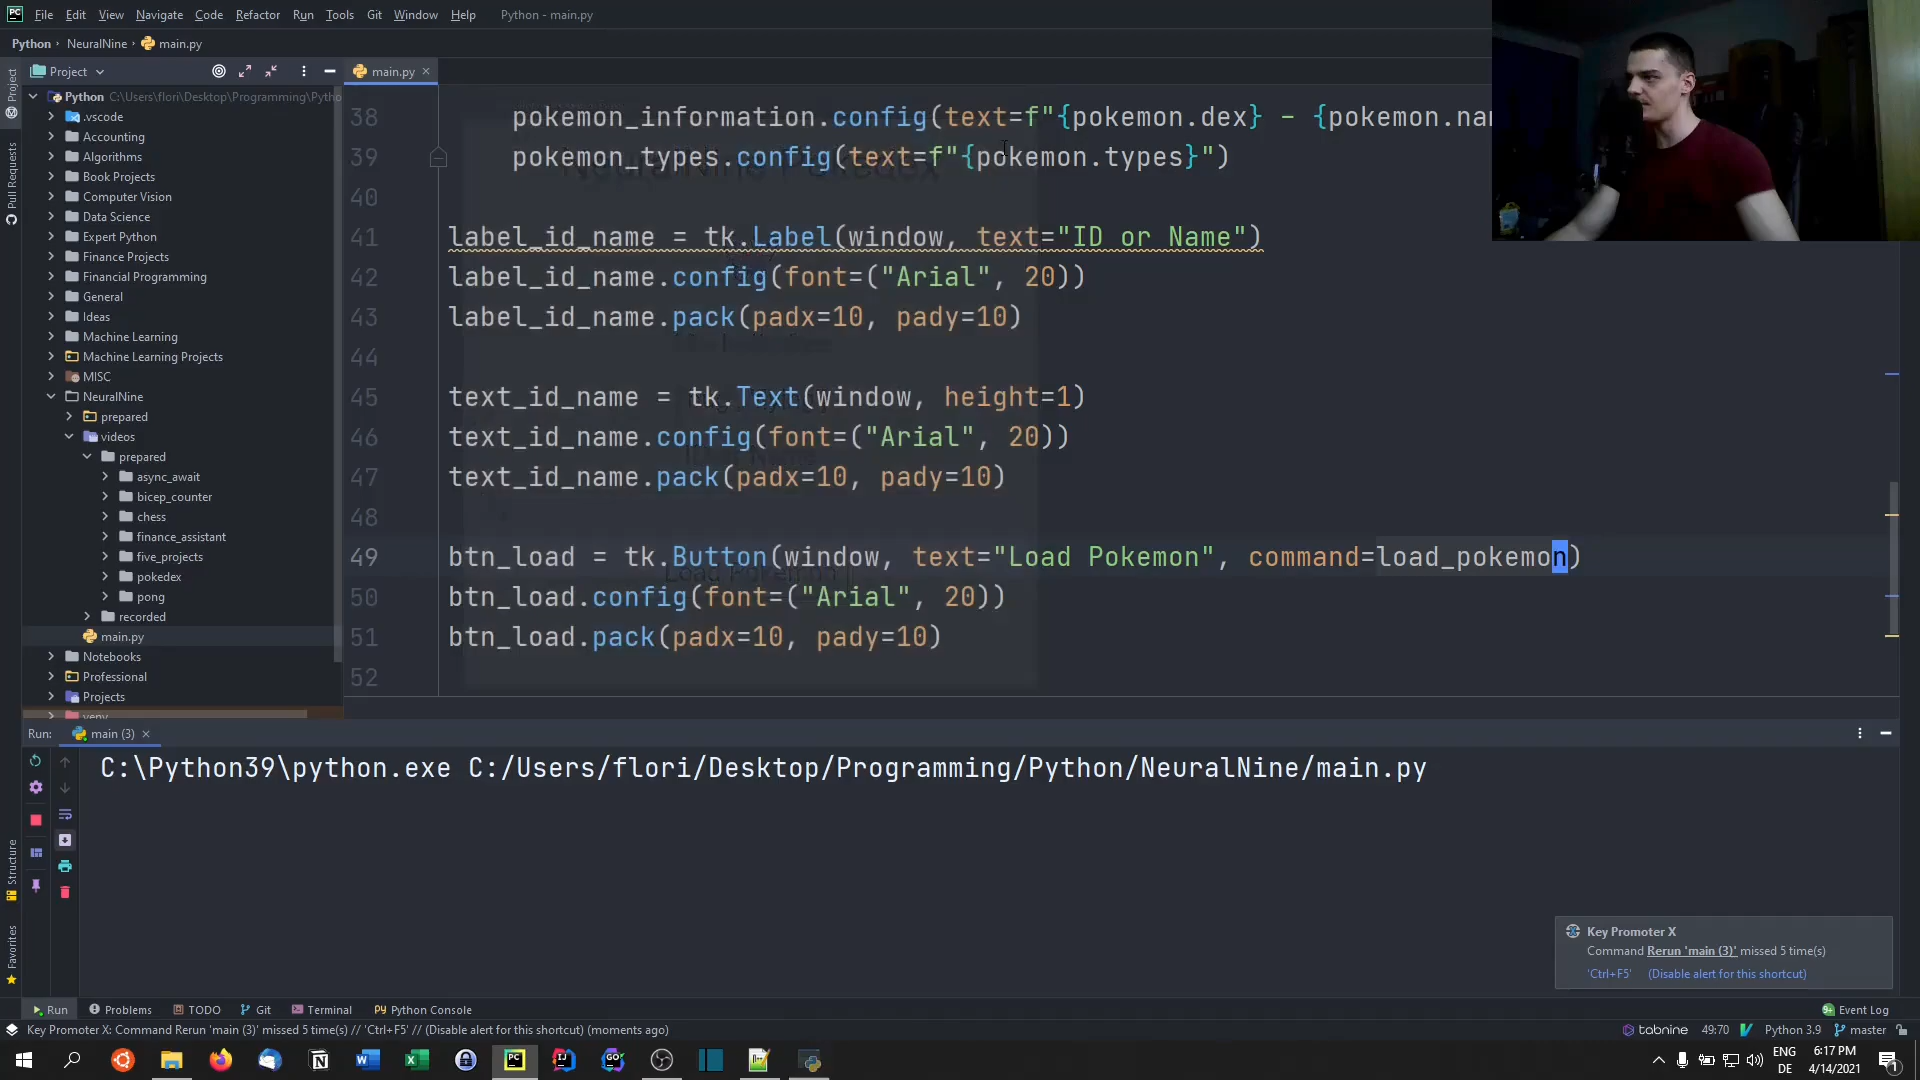 File Edit View Navigate Code Refactor Run Tools Git Window Help Python - main.py
Python NeuralNine main.py
Project
main.py
Python C:\Users\flori\Desktop\Programming\Pytho
.vscode
Accounting
Algorithms
Book Projects
Computer Vision
Data Science
Expert Python
Finance Projects
Financial Programming
General
Ideas
Machine Learning
Machine Learning Projects
MISC
NeuralNine
prepared
videos
prepared
async_await
bicep_counter
chess
finance_assistant
five_projects
pokedex
pong
recorded
main.py
Notebooks
Professional
Projects
venv
Project
Pull Requests
Structure
Favorites
38 pokemon_information.config(text=f"{pokemon.dex} - {pokemon.nam
39 pokemon_types.config(text=f"{pokemon.types}")
40
41 label_id_name = tk.Label(window, text="ID or Name")
42 label_id_name.config(font=("Arial", 20))
43 label_id_name.pack(padx=10, pady=10)
44
45 text_id_name = tk.Text(window, height=1)
46 text_id_name.config(font=("Arial", 20))
47 text_id_name.pack(padx=10, pady=10)
48
49 btn_load = tk.Button(window, text="Load Pokemon", command=load_pokemon)
50 btn_load.config(font=("Arial", 20))
51 btn_load.pack(padx=10, pady=10)
52
NeuralNine Pokedex
Load Pokemon
Run: main (3)
C:\Python39\python.exe C:/Users/flori/Desktop/Programming/Python/NeuralNine/main.py
Key Promoter X
Command Rerun 'main (3)' missed 5 time(s)
'Ctrl+F5' (Disable alert for this shortcut)
Run Problems TODO Git Terminal Python Console Event Log
Key Promoter X: Command Rerun 'main (3)' missed 5 time(s) // 'Ctrl+F5' // (Disable alert for this shortcut) (moments ago)
tabnine 49:70 Python 3.9 master
ENG
DE
6:17 PM
4/14/2021